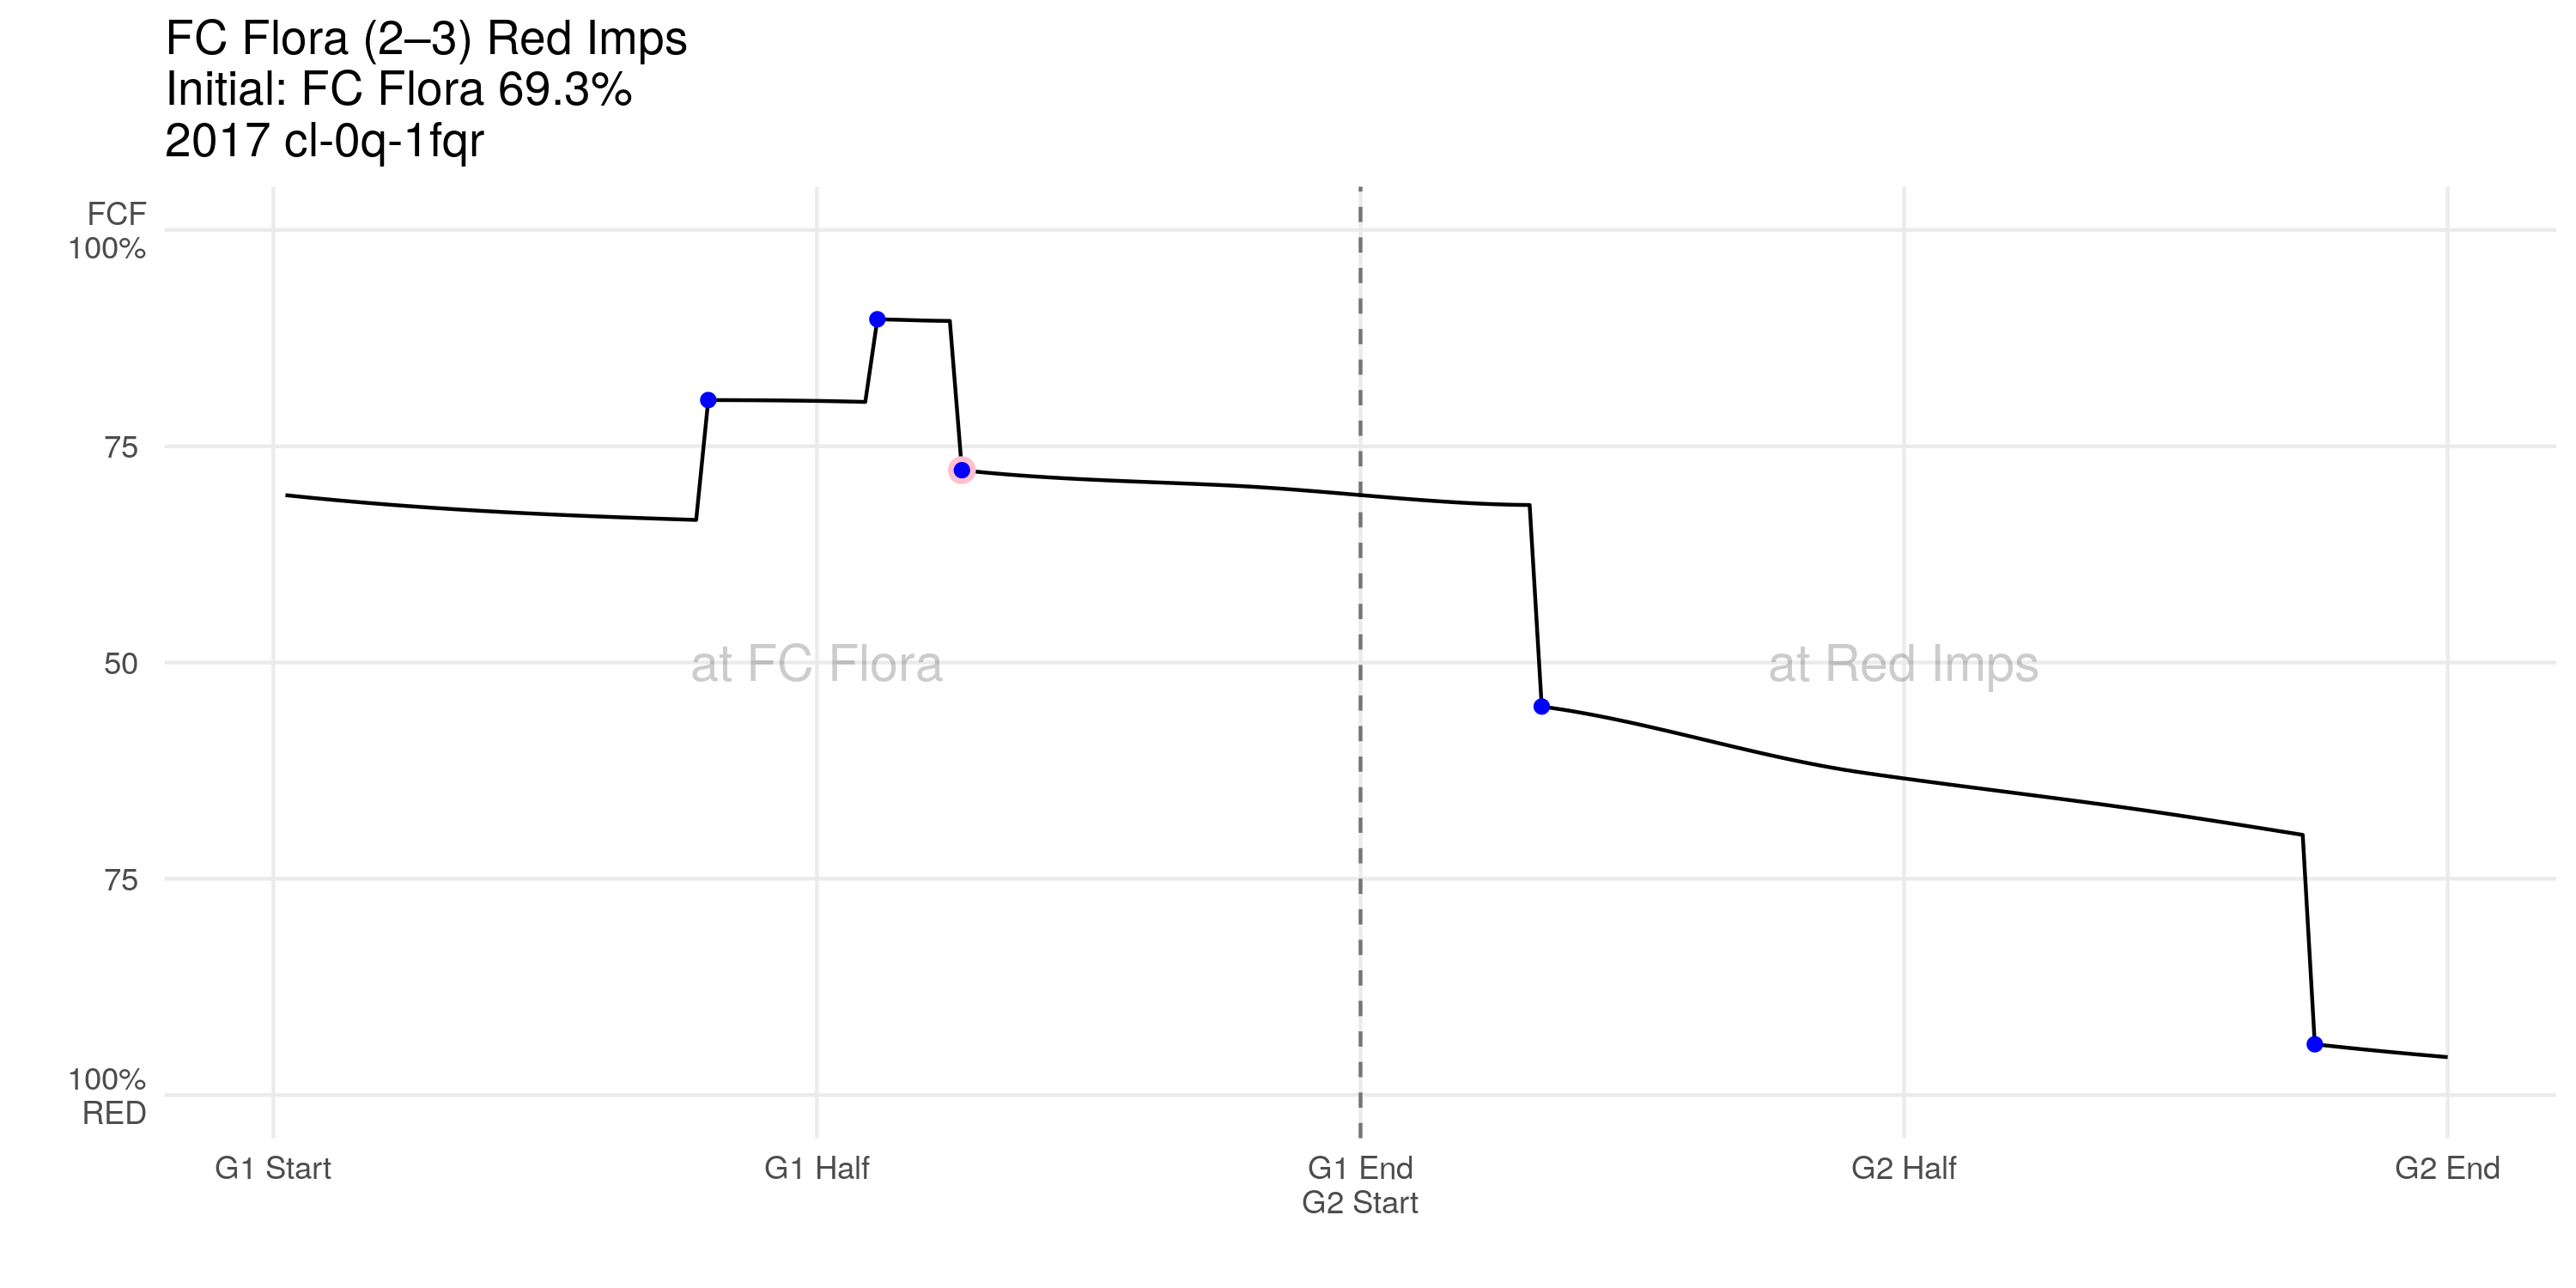 FC Flora (2–3) Red Imps
Initial: FC Flora 69.3%
2017 cl-0q-1fqr
FCF
100%
75
50
75
100%
RED
at FC Flora
at Red Imps
G1 Start
G1 Half
G1 End
G2 Start
G2 Half
G2 End